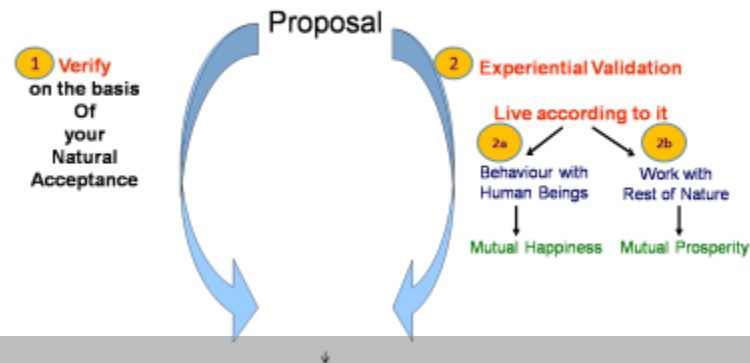 Proposal
1 Verify
on the basis
Of
your
Natural
Acceptance
2 Experiential Validation
Live according to it
2a
Behaviour with
Human Beings
Mutual Happiness
2b
Work with
Rest of Nature
Mutual Prosperity